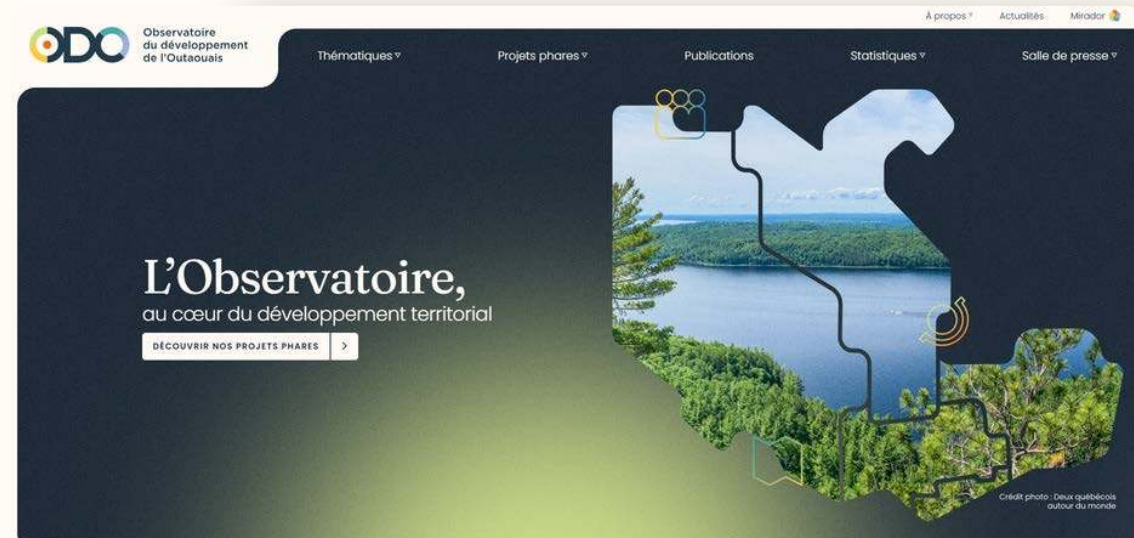 À propos
Actualités
Mirador
ODO
Observatoire
du développement
de l'Outaouais
Thématiques
Projets phares
Publications
Statistiques
Salle de presse
L’Observatoire,
au cœur du développement territorial
DÉCOUVRIR NOS PROJETS PHARES
Crédit photo : Deux québécois
autour du monde